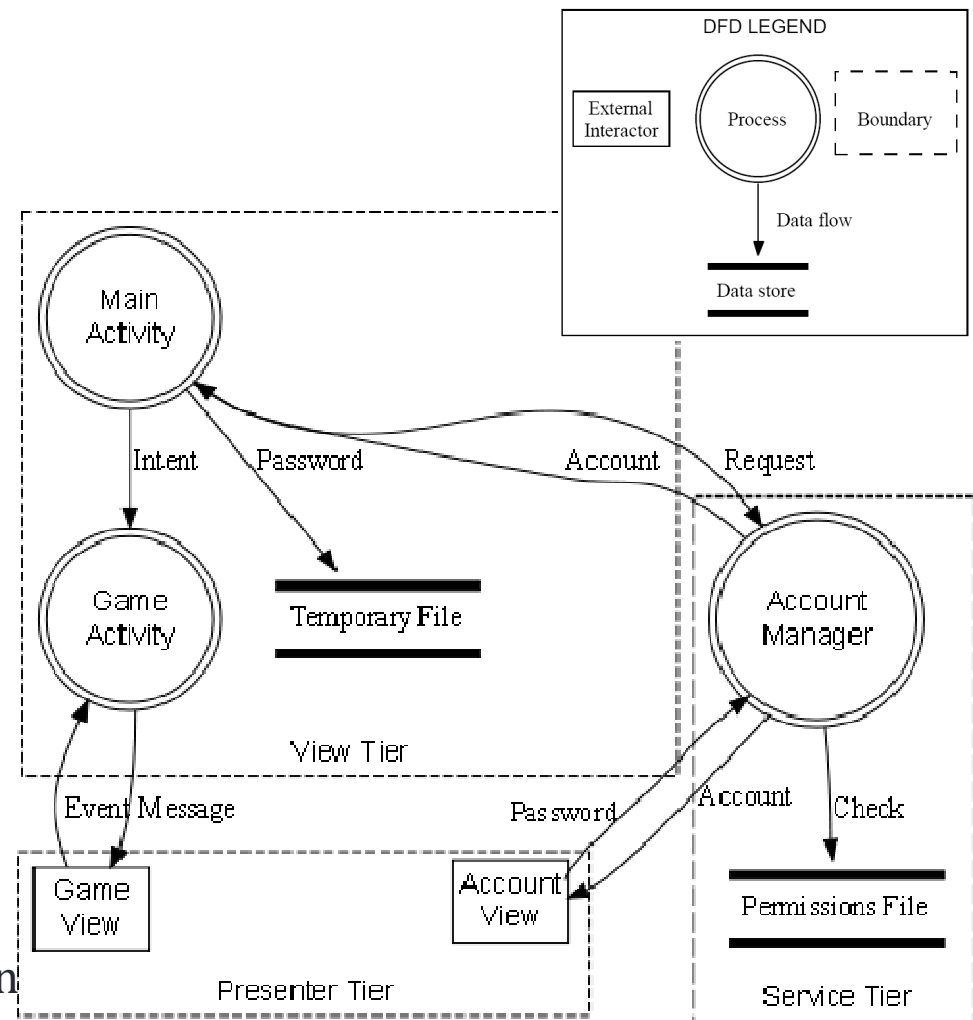 DFD LEGEND
External
Interactor
Process
Boundary
Data flow
Data store
Main
Activity
Intent
Password
Account
Request
Game
Activity
Temporary File
Account
Manager
View Tier
Event Message
Password
Account
Check
Game
View
Account
View
Permissions File
n
Presenter Tier
Service Tier